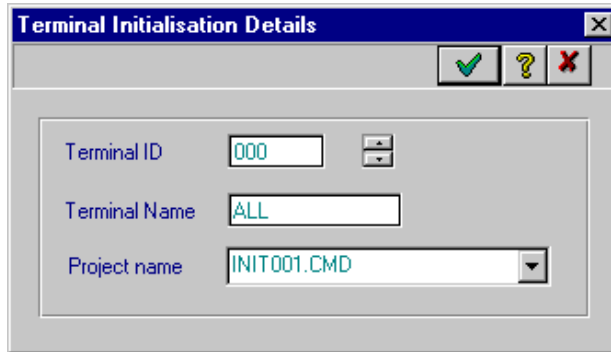 Terminal Initialisation Details
Terminal ID 000
Terminal Name ALL
Project name INIT001.CMD